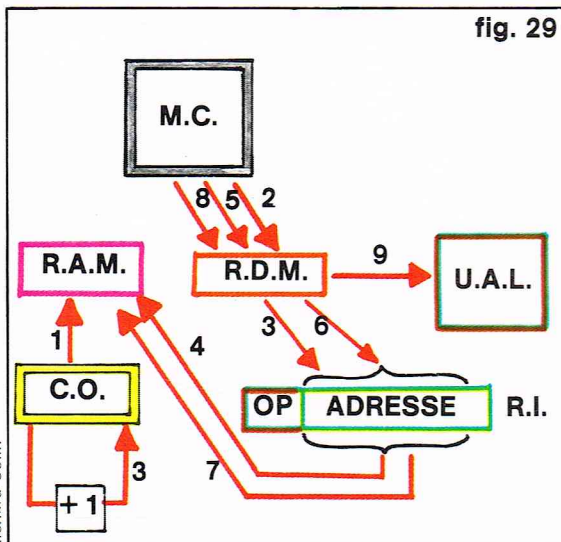 fig. 29
M.C.
8 5 2
R.A.M.
R.D.M.
9
U.A.L.
1
4
3
6
C.O.
OP ADRESSE R.I.
+ 1
3
7